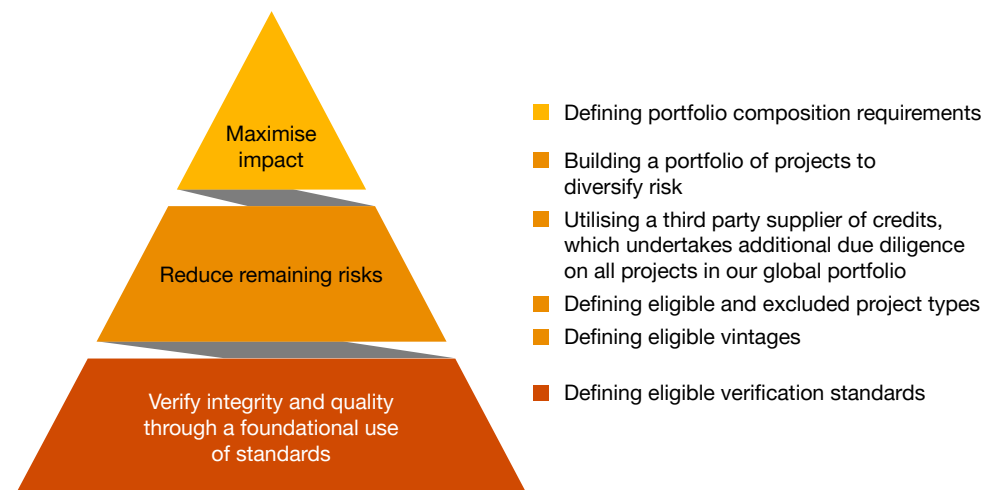 Maximise
impact
Reduce remaining risks
Verify integrity and quality
through a foundational use
of standards
Defining portfolio composition requirements
Building a portfolio of projects to
diversify risk
Utilising a third party supplier of credits,
which undertakes additional due diligence
on all projects in our global portfolio
Defining eligible and excluded project types
Defining eligible vintages
Defining eligible verification standards